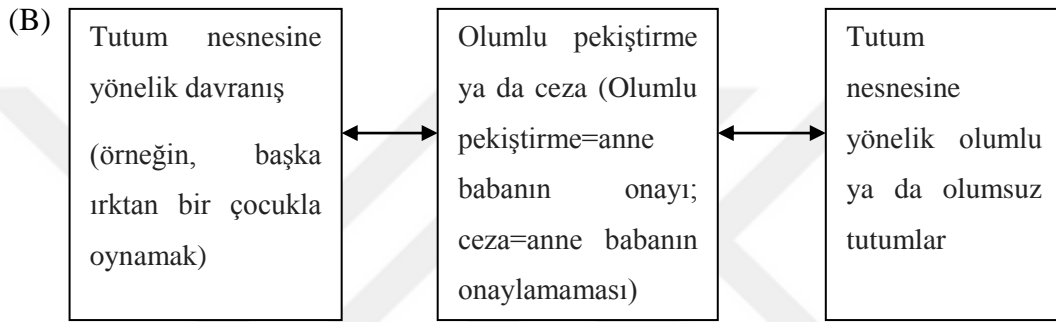 (B)
Tutum nesnesine
yönelik davranış
(örneğin, başka
ırktan bir çocukla
oynamak)
Olumlu pekiştirme
ya da ceza (Olumlu
pekiştirme=anne
babanın onayı;
ceza=anne babanın
onaylamaması)
Tutum
nesnesine
yönelik olumlu
ya da olumsuz
tutumlar